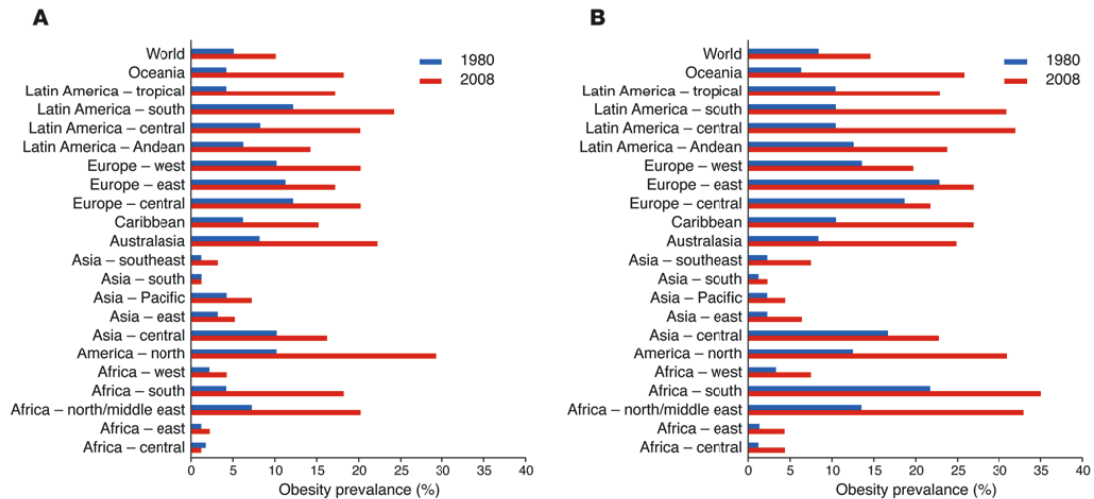 A
World
Oceania
Latin America – tropical
Latin America – south
Latin America – central
Latin America – Andean
Europe – west
Europe – east
Europe – central
Caribbean
Australasia
Asia – southeast
Asia – south
Asia – Pacific
Asia – east
Asia – central
America – north
Africa – west
Africa – south
Africa – north/middle east
Africa – east
Africa – central
1980
2008
0 5 10 15 20 25 30 35 40
Obesity prevalance (%)
B
World
Oceania
Latin America – tropical
Latin America – south
Latin America – central
Latin America – Andean
Europe – west
Europe – east
Europe – central
Caribbean
Australasia
Asia – southeast
Asia – south
Asia – Pacific
Asia – east
Asia – central
America – north
Africa – west
Africa – south
Africa – north/middle east
Africa – east
Africa – central
1980
2008
0 5 10 15 20 25 30 35 40
Obesity prevalance (%)